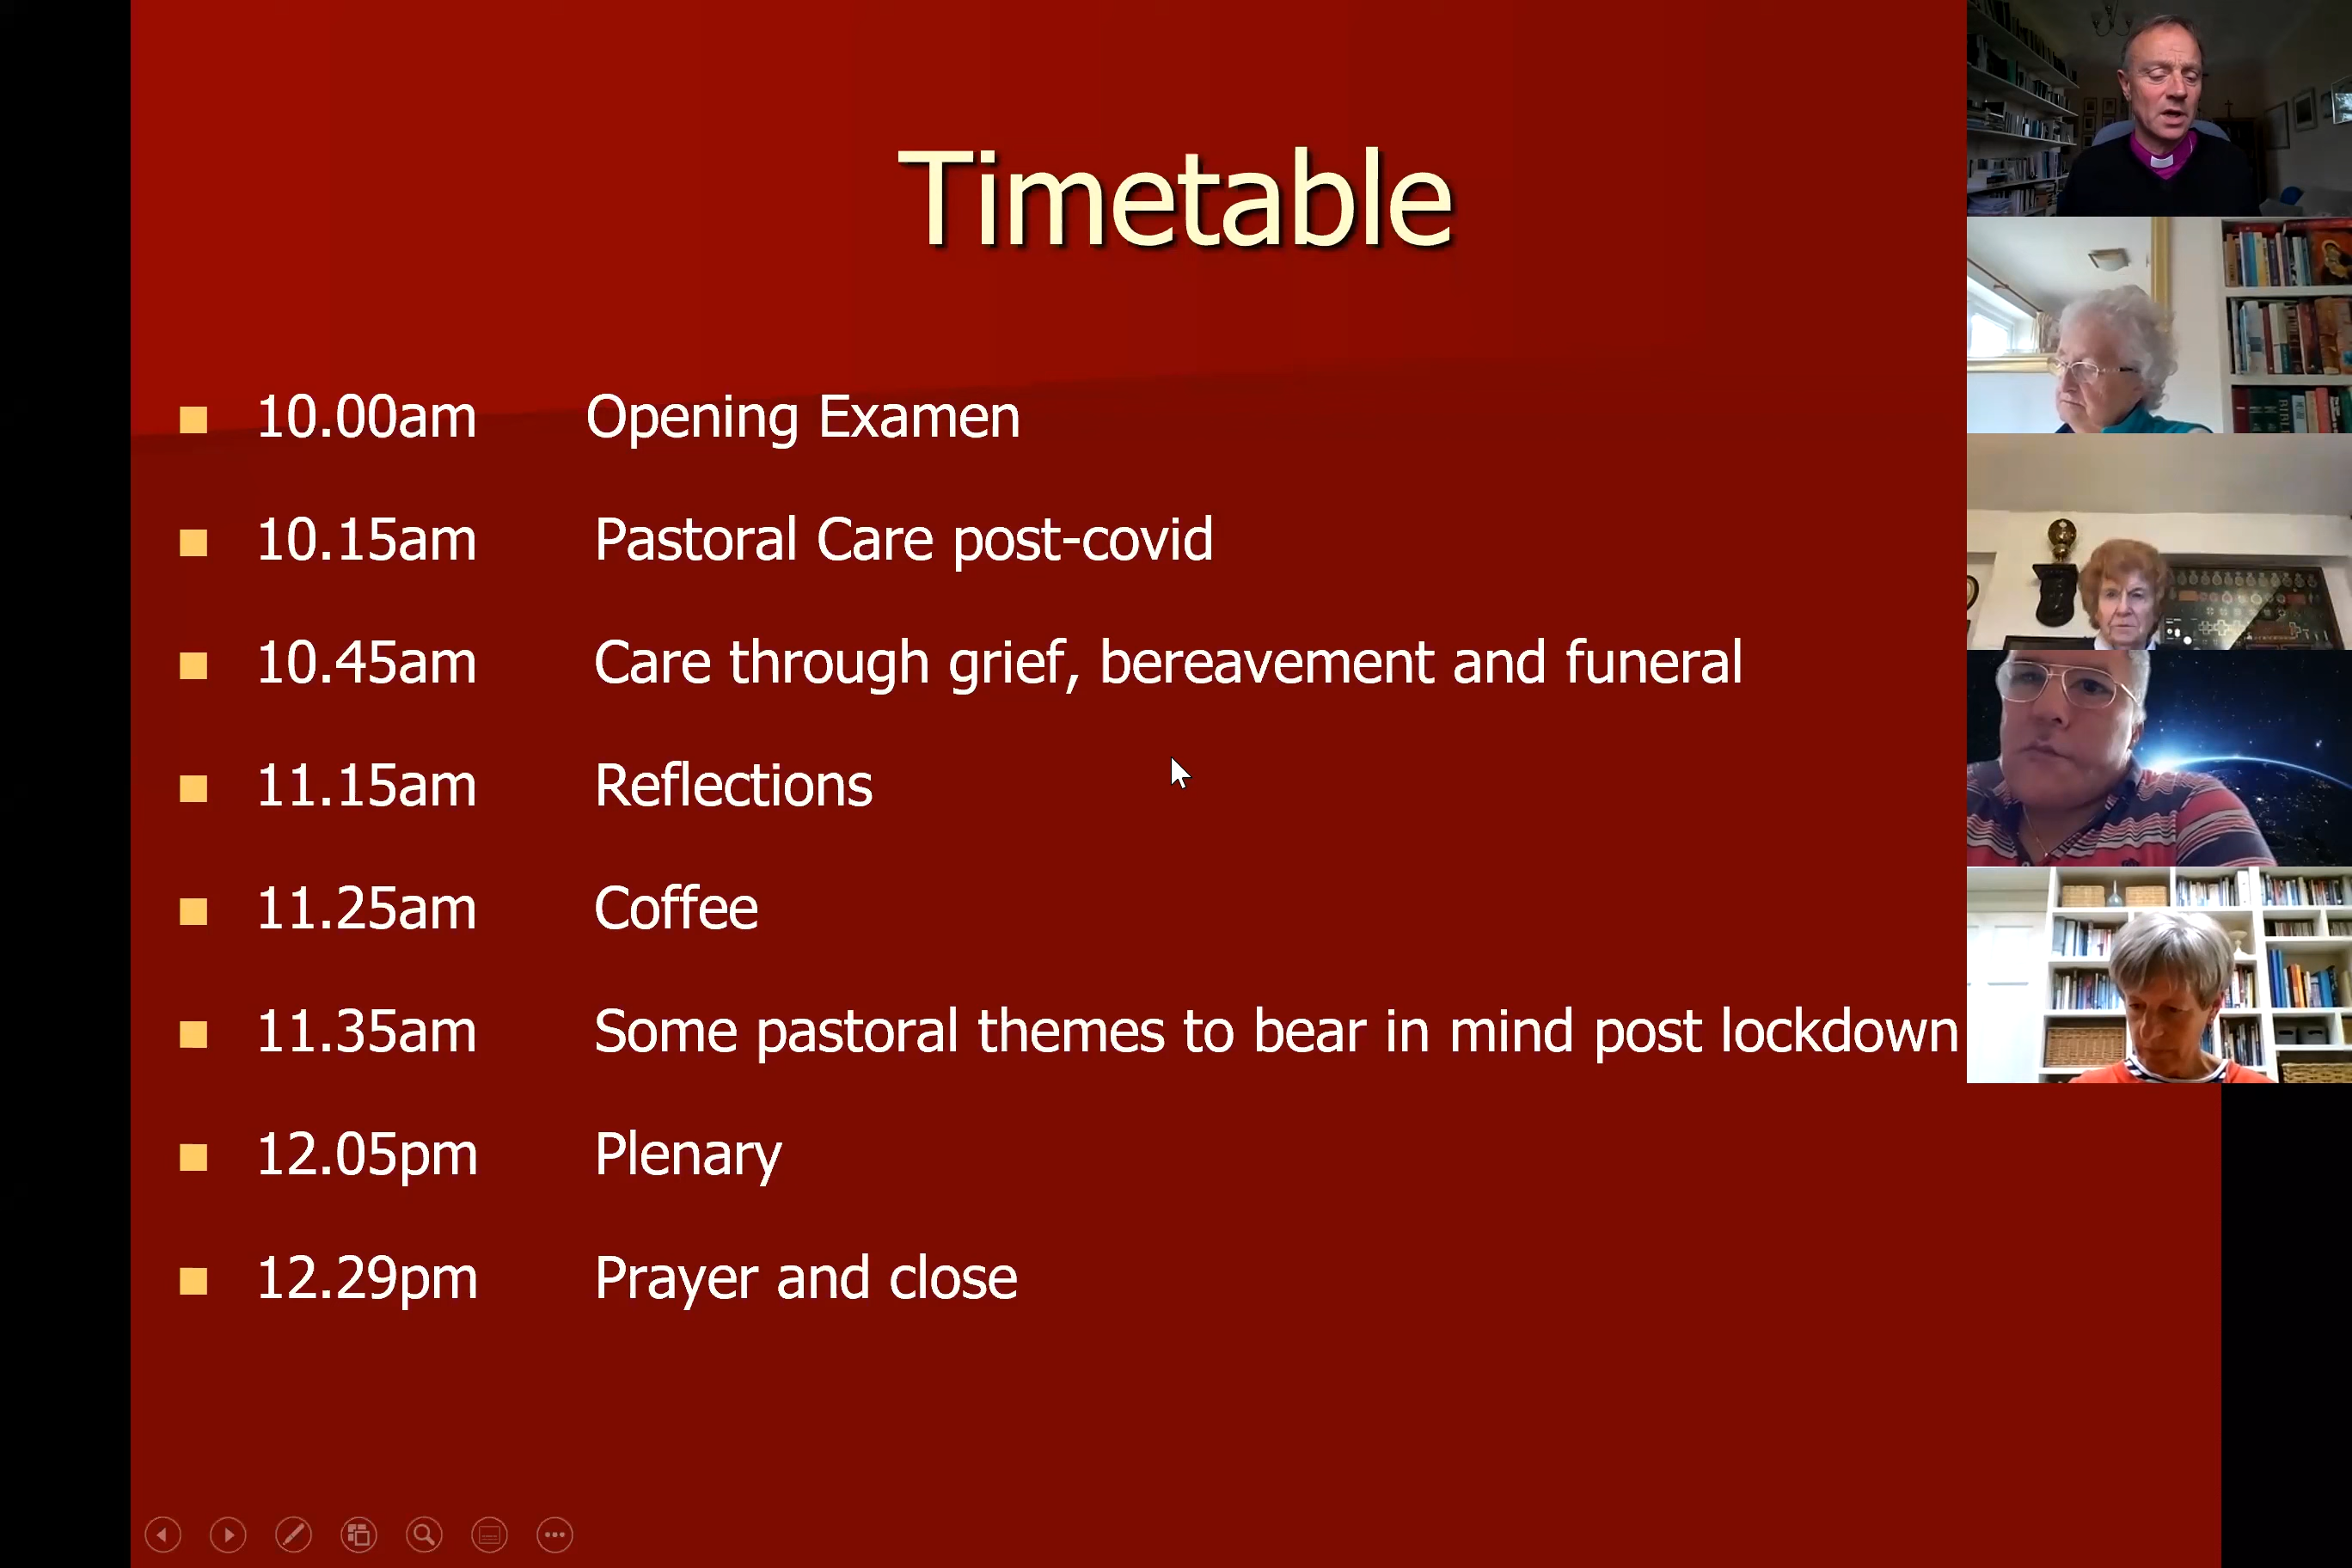 Timetable
10.00am Opening Examen
10.15am Pastoral Care post-covid
10.45am Care through grief, bereavement and funeral
11.15am Reflections
11.25am Coffee
11.35am Some pastoral themes to bear in mind post lockdown
12.05pm Plenary
12.29pm Prayer and close